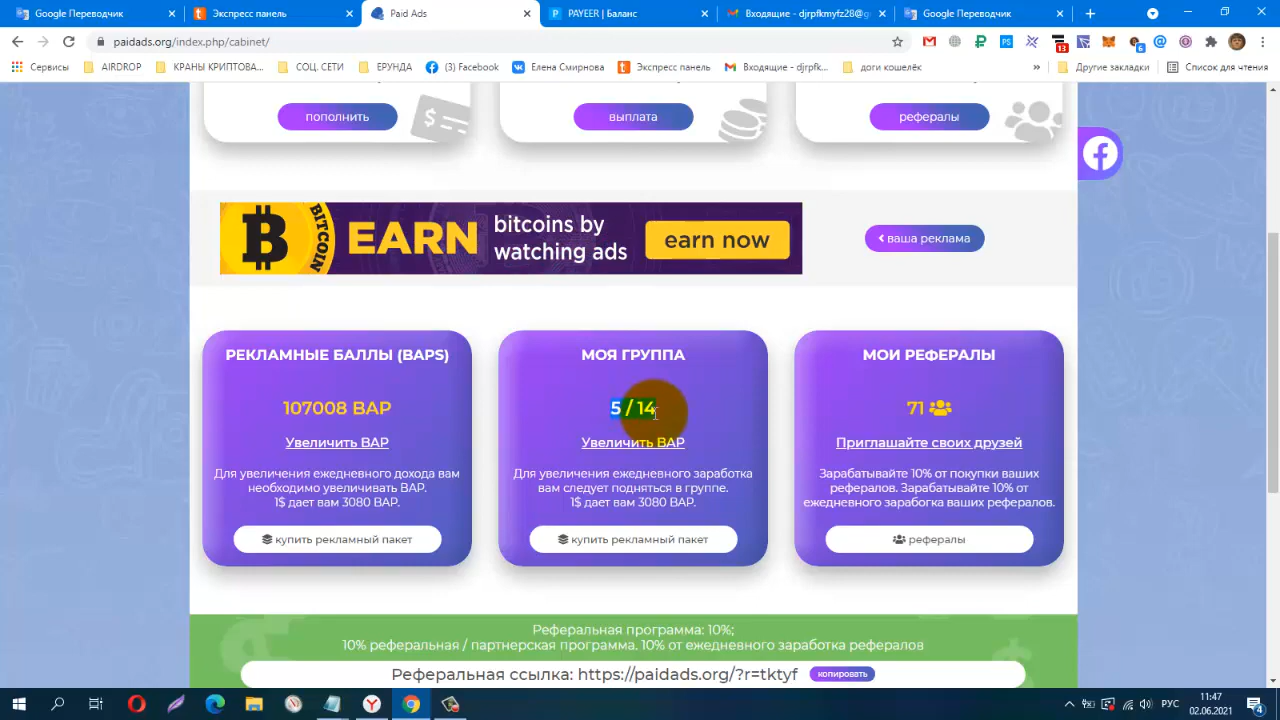 Google Переводчик
Экспресс панель
Paid Ads
PAYEER | Баланс
Входящие - djrpfkmyfz28@g
Google Переводчик
paidads.org/index.php/cabinet/
13
6
Сервисы
AIRDROP
КРАНЫ КРИПТОВА...
СОЦ. СЕТИ
ЕРУНДА
(3) Facebook
Елена Смирнова
Экспресс панель
Входящие - djrpfk...
доги кошелёк
»
Другие закладки
Список для чтения
пополнить
выплата
рефералы
BITCOIN
EARN
bitcoins by
watching ads
earn now
ваша реклама
РЕКЛАМНЫЕ БАЛЛЫ (BAPS)
107008 BAP
Увеличить BAP
Для увеличения ежедневного дохода вам
необходимо увеличивать BAP.
1$ дает вам 3080 BAP.
купить рекламный пакет
МОЯ ГРУППА
5 / 14
Увеличить BAP
Для увеличения ежедневного заработка
вам следует подняться в группе.
1$ дает вам 3080 BAP.
купить рекламный пакет
МОИ РЕФЕРАЛЫ
71
Приглашайте своих друзей
Зарабатывайте 10% от покупки ваших
рефералов. Зарабатывайте 10% от
ежедневного заработка ваших рефералов.
рефералы
Реферальная программа: 10%;
10% реферальная / партнерская программа. 10% от ежедневного заработка рефералов
Реферальная ссылка: https://paidads.org/?r=tktyf
копировать
РУС
11:47
02.06.2021
4